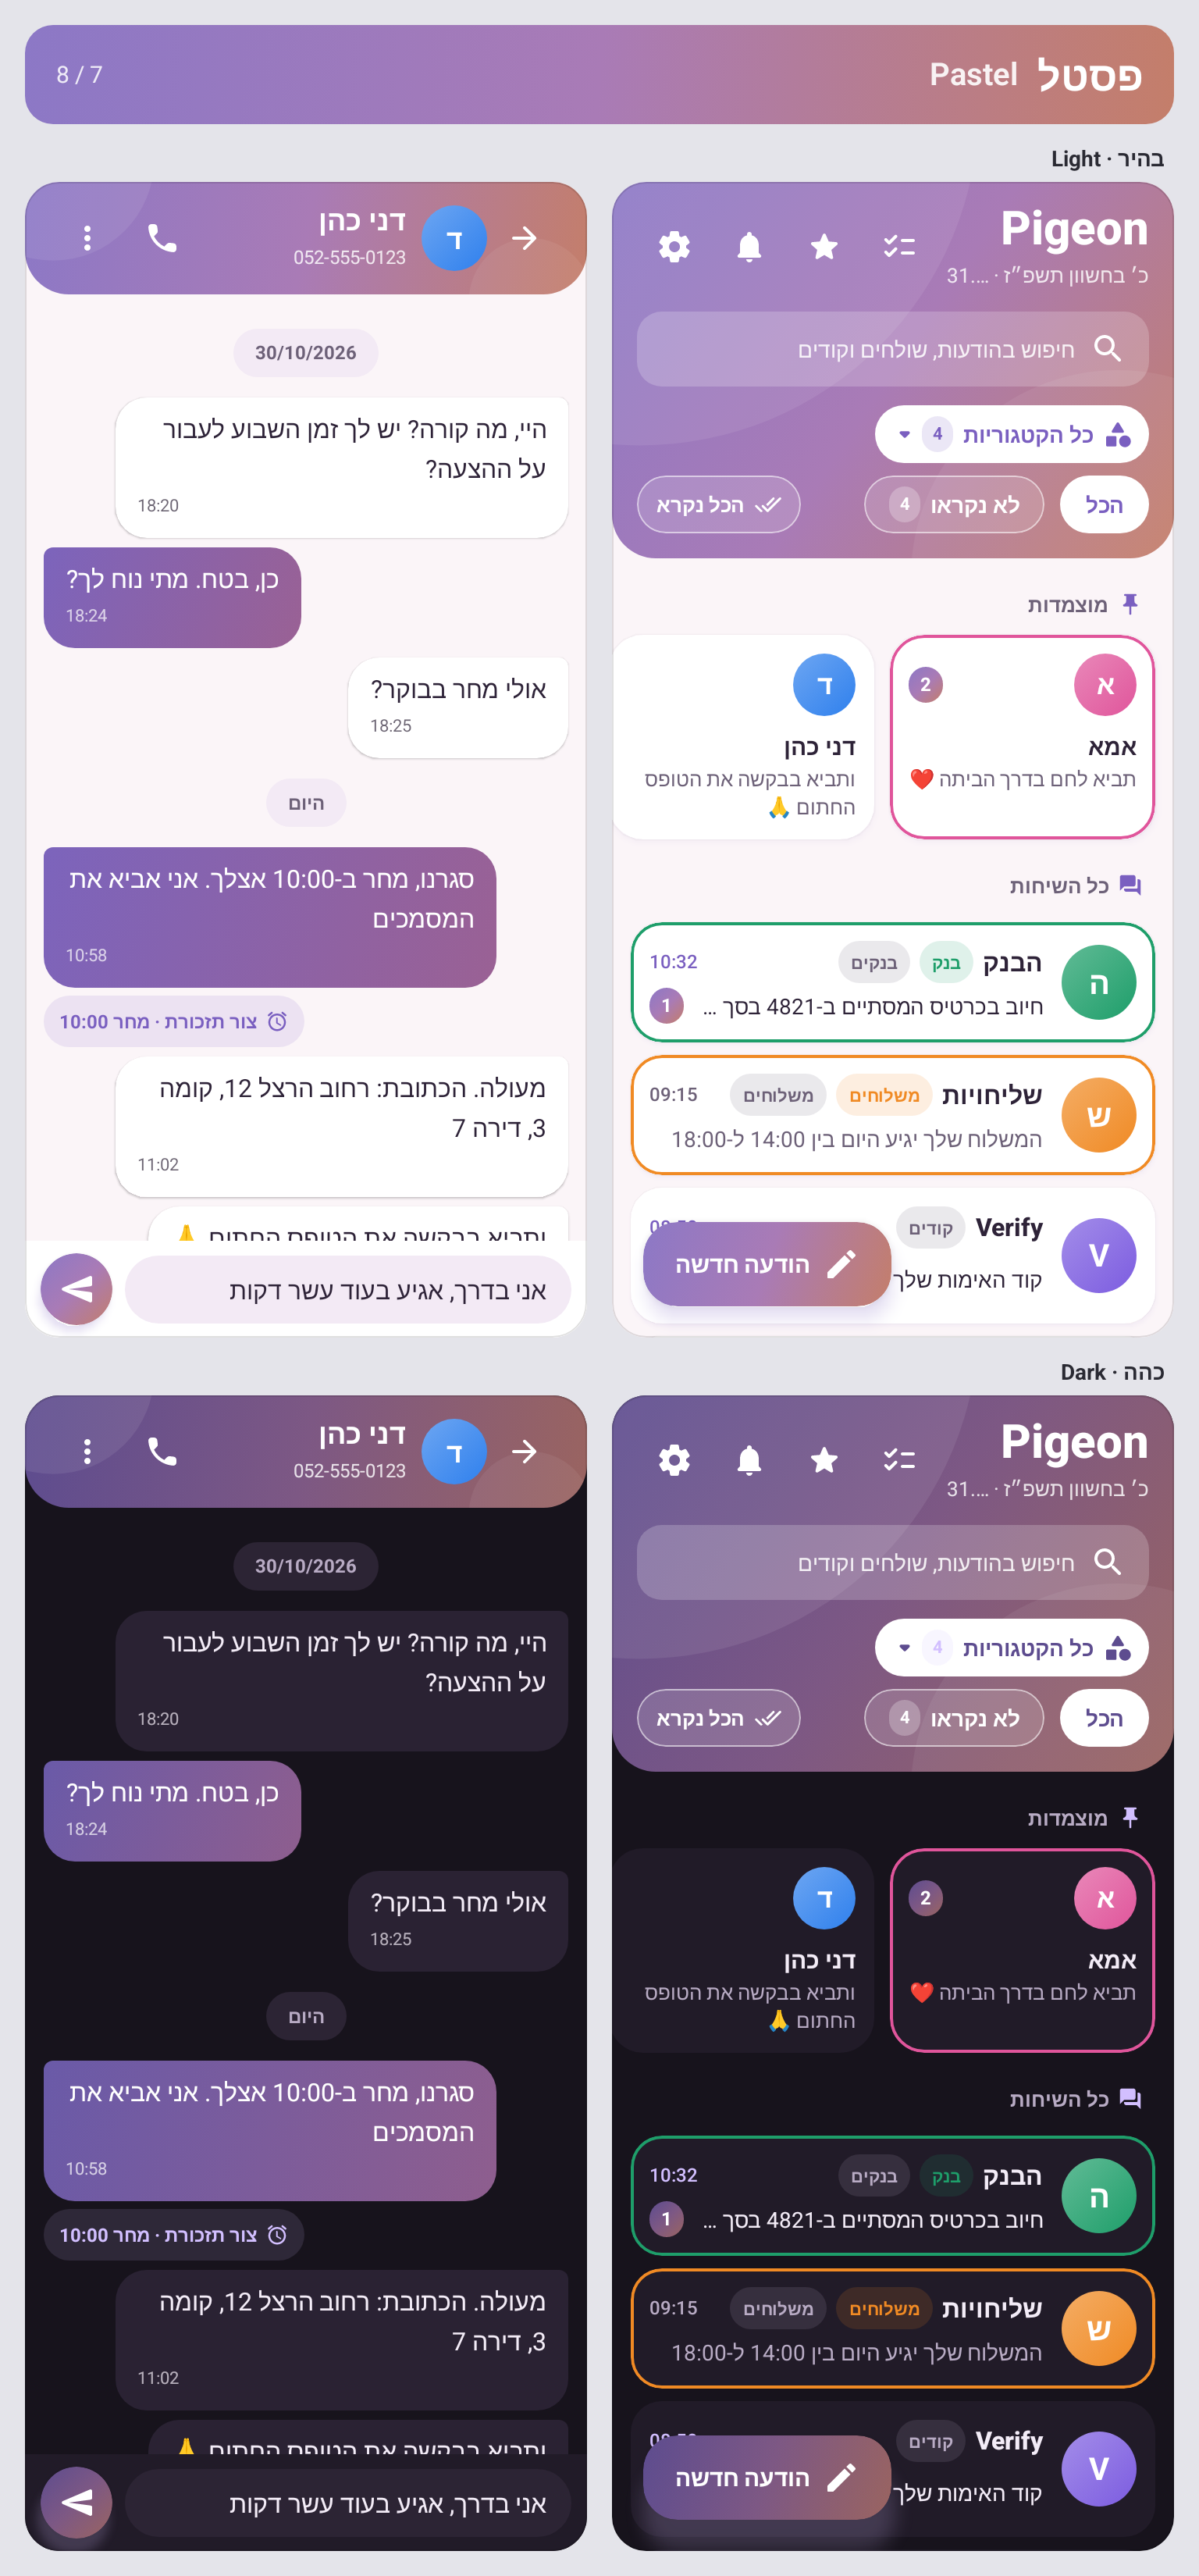 פסטל Pastel
8 / 7
בהיר · Light
Pigeon
כ׳ בחשוון תשפ״ז · 31....
חיפוש בהודעות, שולחים וקודים
כל הקטגוריות 4
הכל
לא נקראו 4
הכל נקרא
מוצמדות
א
2
אמא
תביא לחם בדרך הביתה ❤️
ד
דני כהן
ותביא בבקשה את הטופס
החתום 🙏
כל השיחות
ה
הבנק בנק בנקים 10:32
חיוב בכרטיס המסתיים ב-4821 בסך ... 1
ש
שליחויות משלוחים משלוחים 09:15
המשלוח שלך יגיע היום בין 14:00 ל-18:00
V
Verify קודים
קוד האימות שלך
הודעה חדשה
ד
דני כהן
052-555-0123
30/10/2026
היי, מה קורה? יש לך זמן השבוע לעבור
על ההצעה?
18:20
כן, בטח. מתי נוח לך?
18:24
אולי מחר בבוקר?
18:25
היום
סגרנו, מחר ב-10:00 אצלך. אני אביא את
המסמכים
10:58
צור תזכורת · מחר 10:00
מעולה. הכתובת: רחוב הרצל 12, קומה
3, דירה 7
11:02
ותביא בבקשה את הטופס החתום 🙏
אני בדרך, אגיע בעוד עשר דקות
כהה · Dark
Pigeon
כ׳ בחשוון תשפ״ז · 31....
חיפוש בהודעות, שולחים וקודים
כל הקטגוריות 4
הכל
לא נקראו 4
הכל נקרא
מוצמדות
א
2
אמא
תביא לחם בדרך הביתה ❤️
ד
דני כהן
ותביא בבקשה את הטופס
החתום 🙏
כל השיחות
ה
הבנק בנק בנקים 10:32
חיוב בכרטיס המסתיים ב-4821 בסך ... 1
ש
שליחויות משלוחים משלוחים 09:15
המשלוח שלך יגיע היום בין 14:00 ל-18:00
V
Verify קודים
קוד האימות שלך
הודעה חדשה
ד
דני כהן
052-555-0123
30/10/2026
היי, מה קורה? יש לך זמן השבוע לעבור
על ההצעה?
18:20
כן, בטח. מתי נוח לך?
18:24
אולי מחר בבוקר?
18:25
היום
סגרנו, מחר ב-10:00 אצלך. אני אביא את
המסמכים
10:58
צור תזכורת · מחר 10:00
מעולה. הכתובת: רחוב הרצל 12, קומה
3, דירה 7
11:02
ותביא בבקשה את הטופס החתום 🙏
אני בדרך, אגיע בעוד עשר דקות